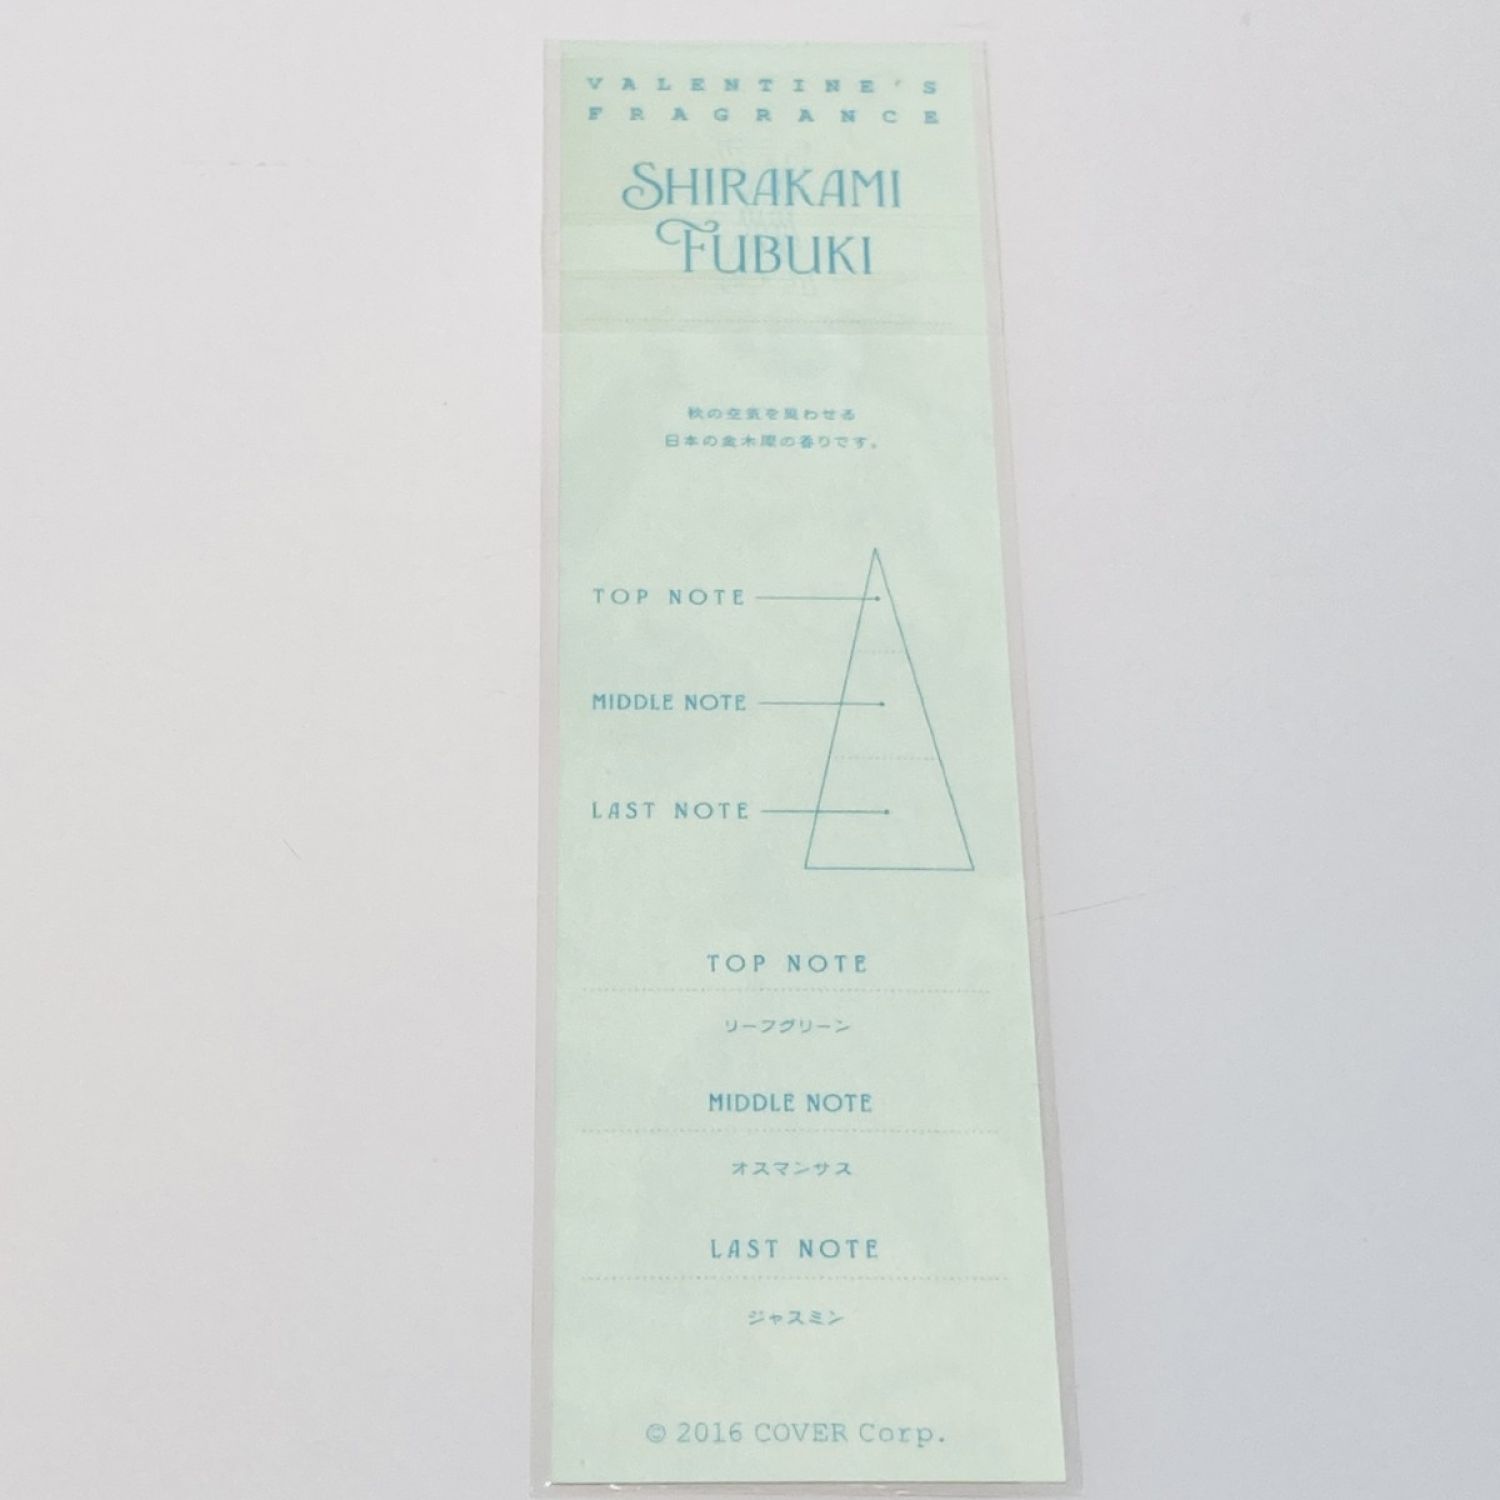 VALENTINE'S
FRAGRANCE
SHIRAKAMI
FUBUKI
秋の空気を匂わせる
日本の金木犀の香りです。
TOP NOTE
MIDDLE NOTE
LAST NOTE
TOP NOTE
リーフグリーン
MIDDLE NOTE
オスマンサス
LAST NOTE
ジャスミン
© 2016 COVER Corp.